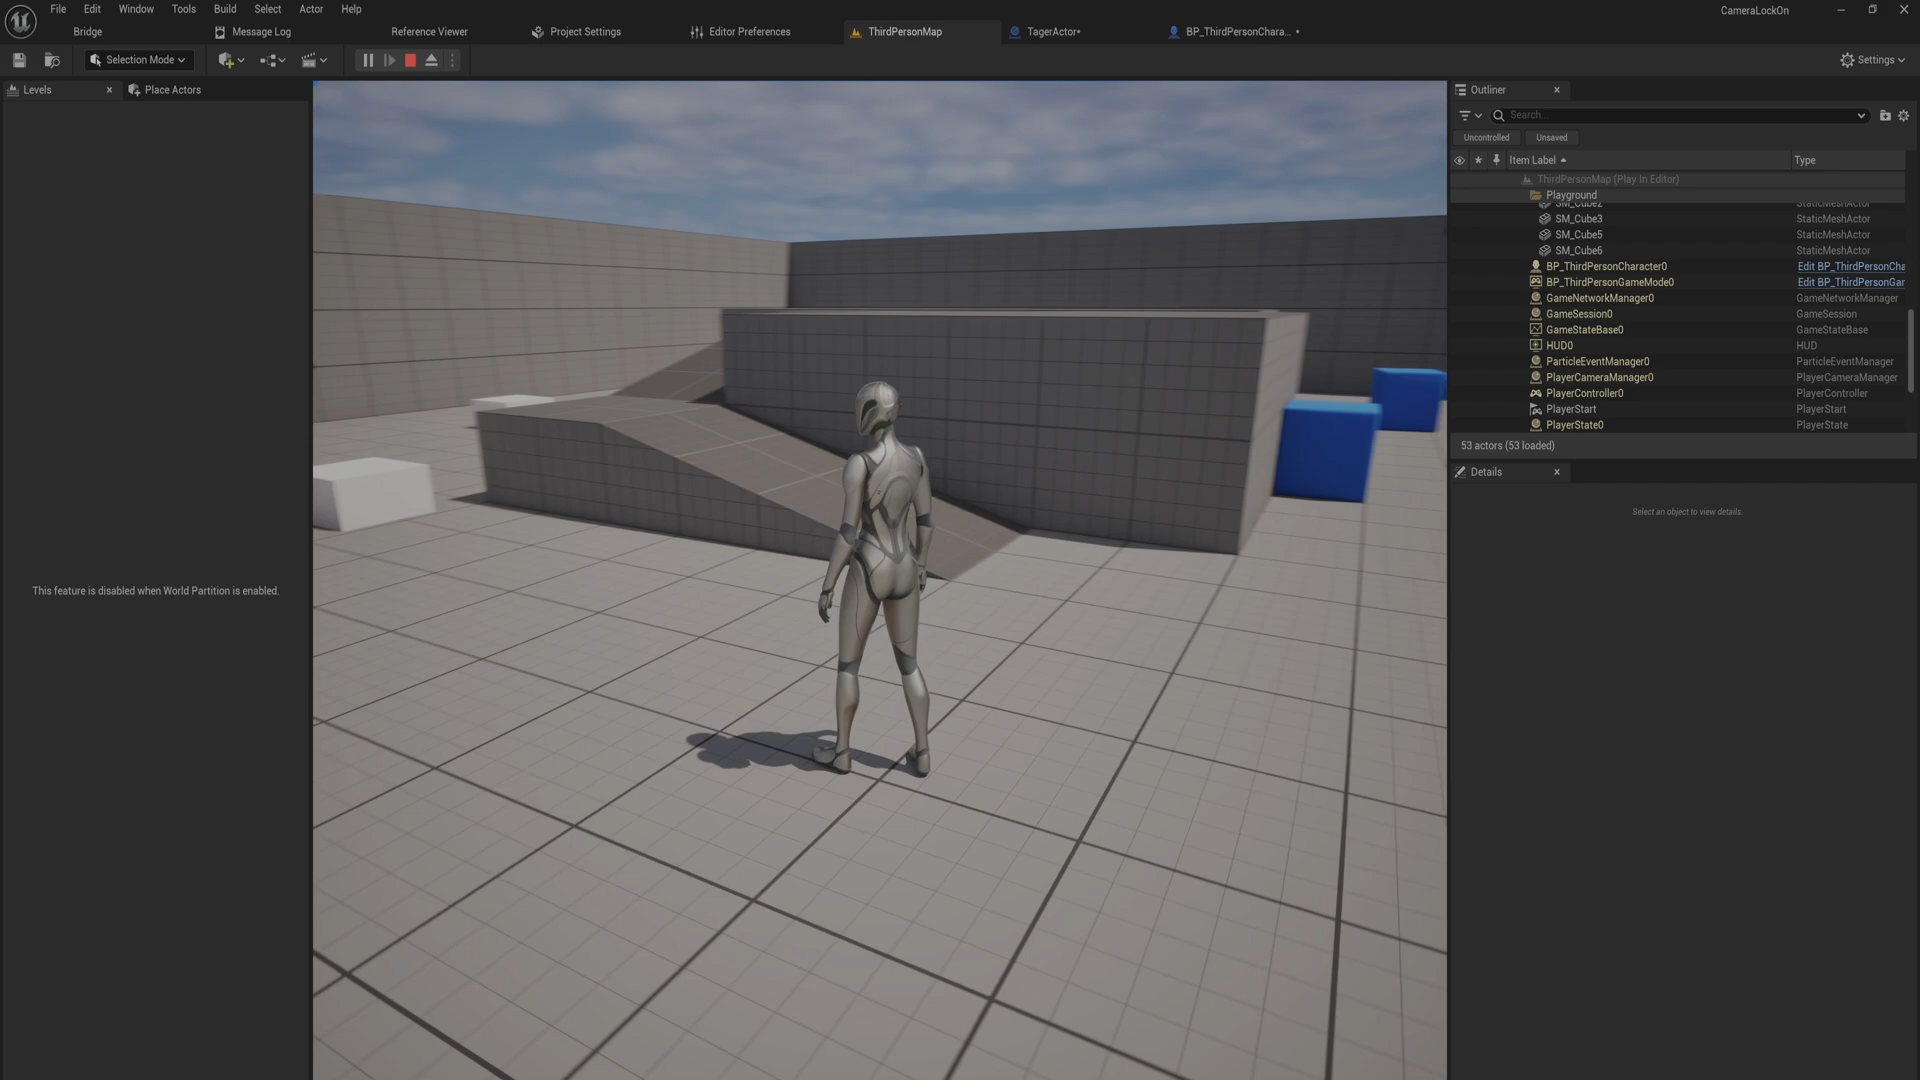 File Edit Window Tools Build Select Actor Help
CameraLockOn
Bridge Message Log Reference Viewer Project Settings Editor Preferences ThirdPersonMap TagerActor* BP_ThirdPersonChara... *
Selection Mode
Settings
Levels
Place Actors
This feature is disabled when World Partition is enabled.
Outliner
Search...
Uncontrolled Unsaved
Item Label Type
ThirdPersonMap (Play In Editor)
Playground
SM_Cube2 StaticMeshActor
SM_Cube3 StaticMeshActor
SM_Cube5 StaticMeshActor
SM_Cube6 StaticMeshActor
BP_ThirdPersonCharacter0 Edit BP_ThirdPersonCha
BP_ThirdPersonGameMode0 Edit BP_ThirdPersonGar
GameNetworkManager0 GameNetworkManager
GameSession0 GameSession
GameStateBase0 GameStateBase
HUD0 HUD
ParticleEventManager0 ParticleEventManager
PlayerCameraManager0 PlayerCameraManager
PlayerController0 PlayerController
PlayerStart PlayerStart
PlayerState0 PlayerState
53 actors (53 loaded)
Details
Select an object to view details.